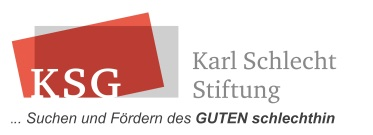 KSG
Karl Schlecht
Stiftung
... Suchen und Fördern des GUTEN schlechthin